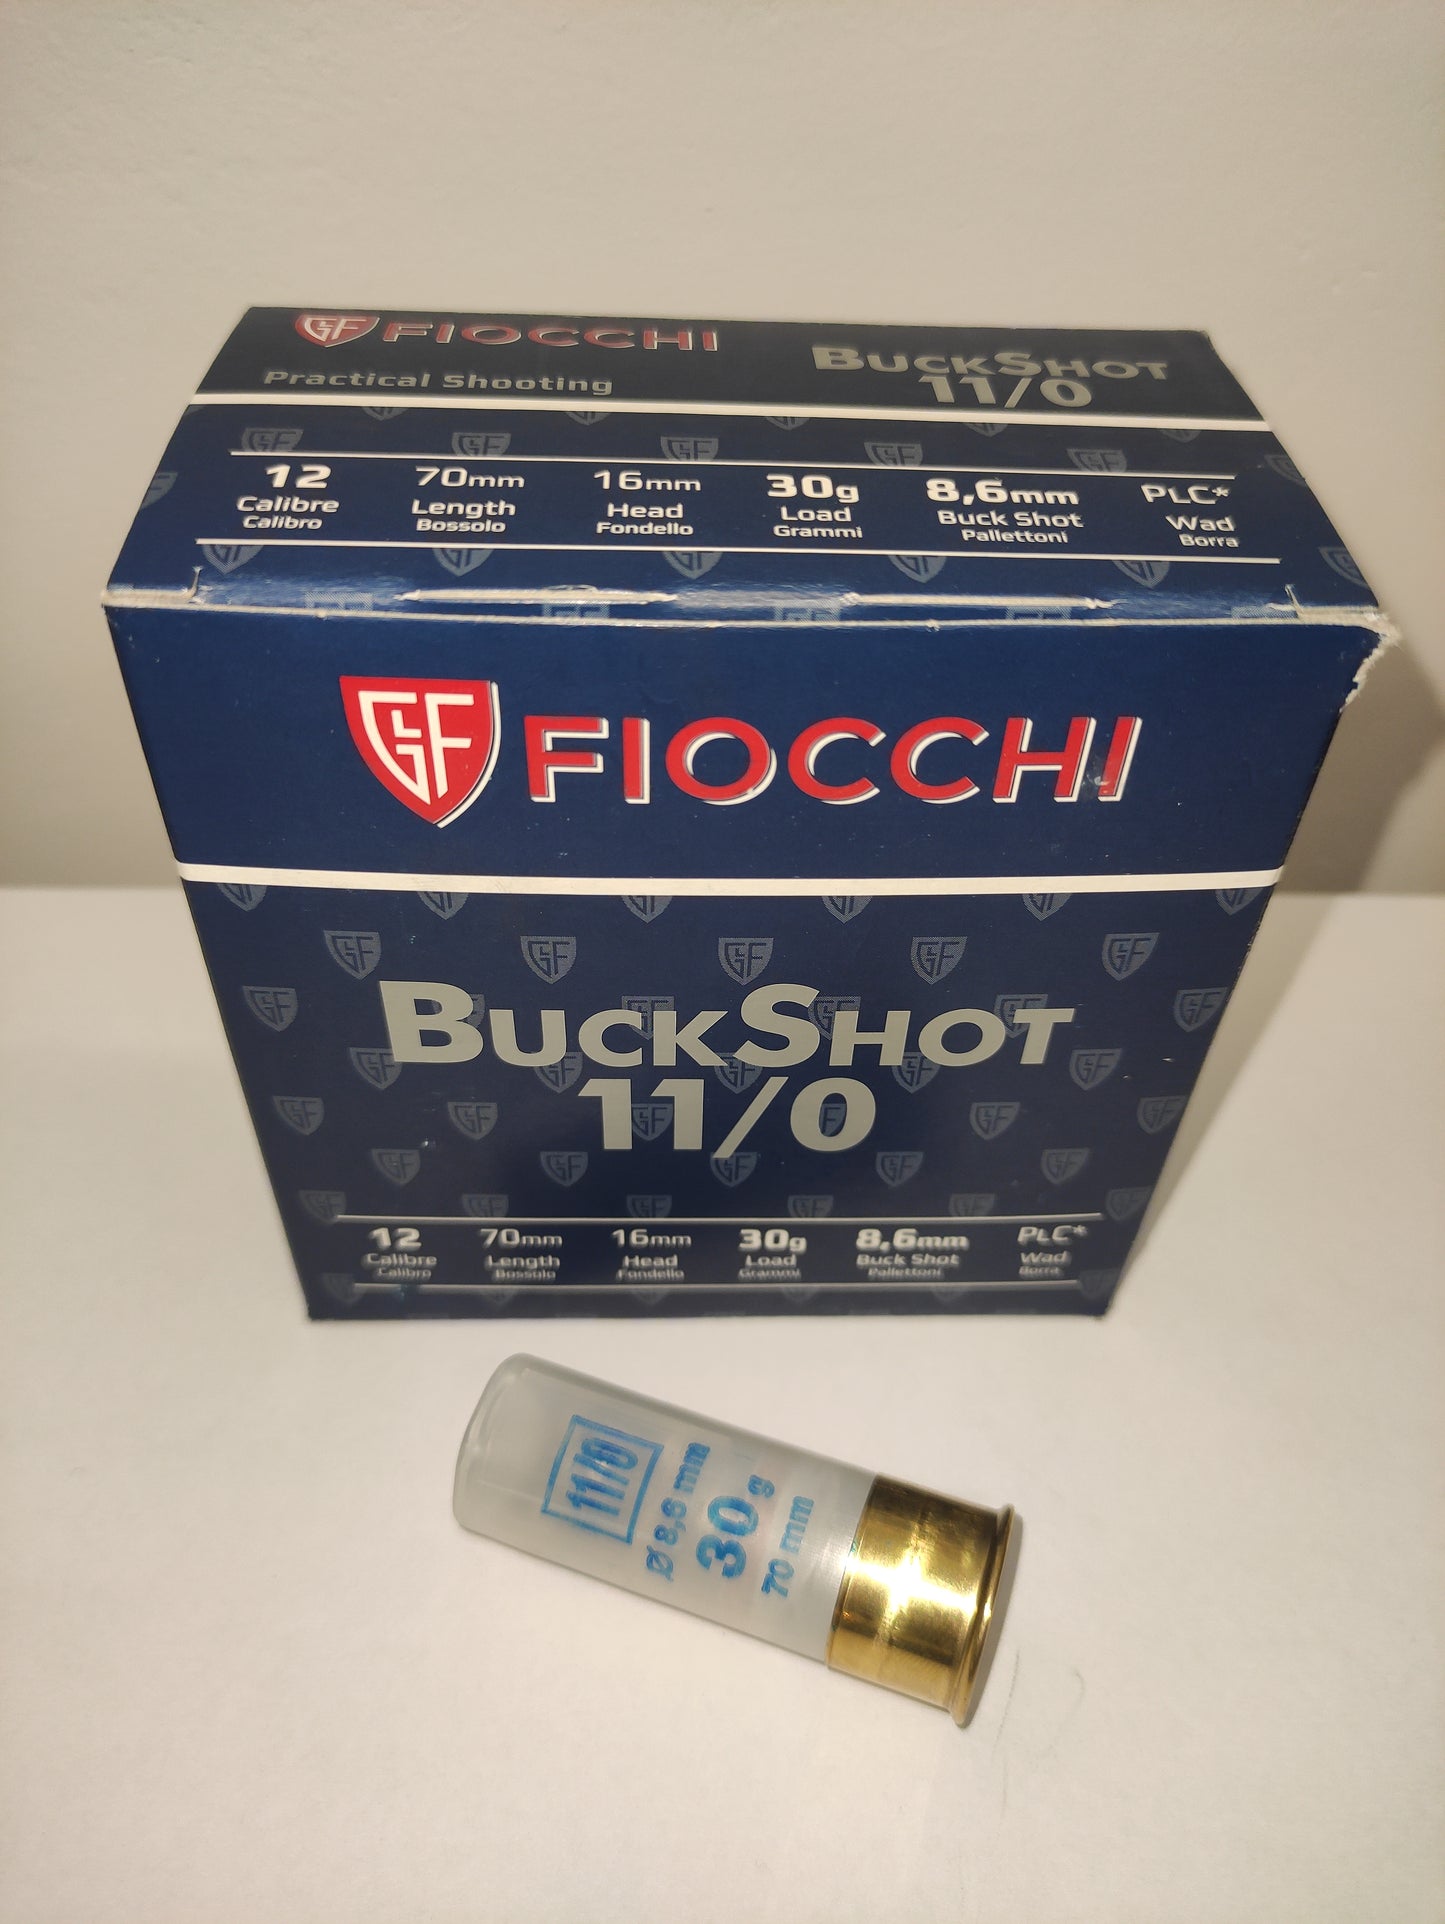 GF FIOCCHI
Practical Shooting
BUCKSHOT
11/0
12 70mm 16mm 30g 8,6mm PLC*
Calibre Length Head Load Buck Shot Wad
Calibro Bossolo Fondello Grammi Pallettoni Borra
GF FIOCCHI
BUCKSHOT
11/0
12 70mm 16mm 30g 8,6mm PLC*
Calibre Length Head Load Buck Shot Wad
Calibro Bossolo Fondello Grammi Pallettoni Borra
11/0
Ø 8,6 mm
30 g
70 mm